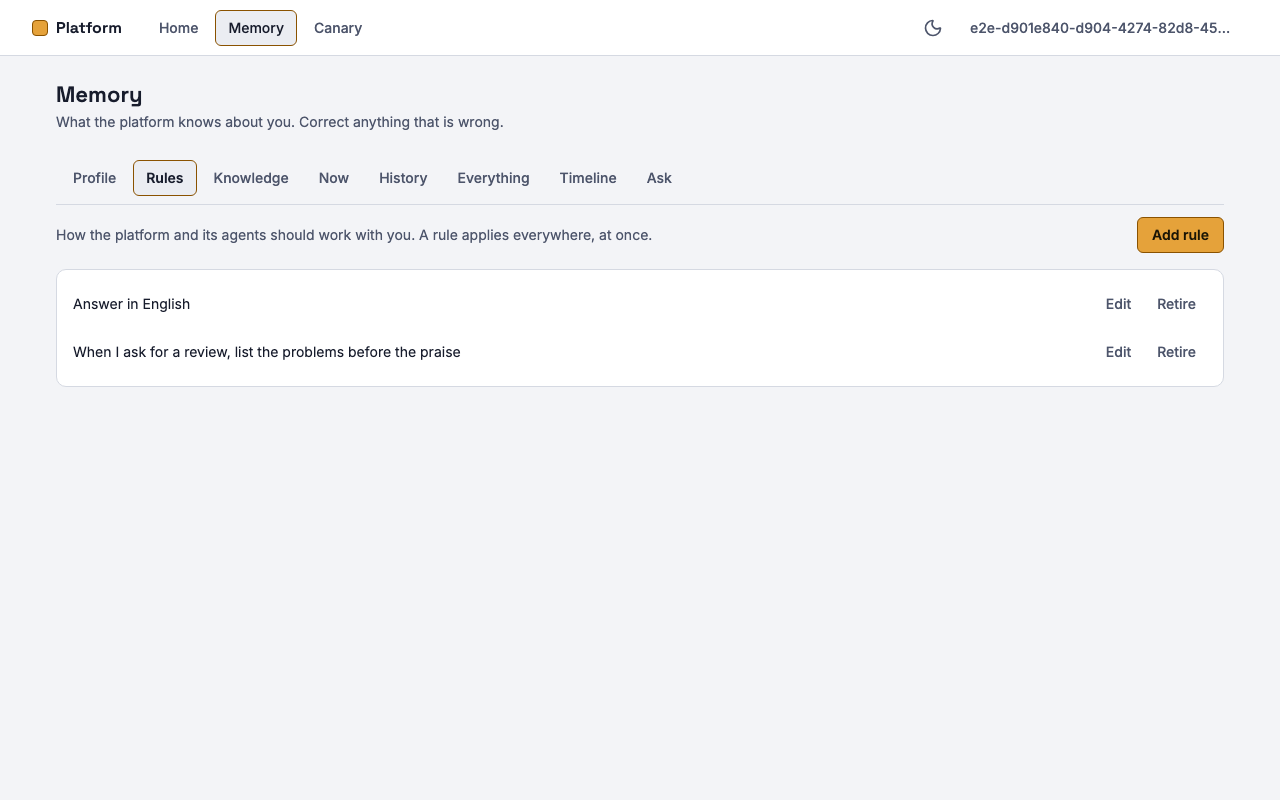 Platform
Home
Memory
Canary
e2e-d901e840-d904-4274-82d8-45...
Memory
What the platform knows about you. Correct anything that is wrong.
Profile
Rules
Knowledge
Now
History
Everything
Timeline
Ask
How the platform and its agents should work with you. A rule applies everywhere, at once.
Add rule
Answer in English
Edit
Retire
When I ask for a review, list the problems before the praise
Edit
Retire